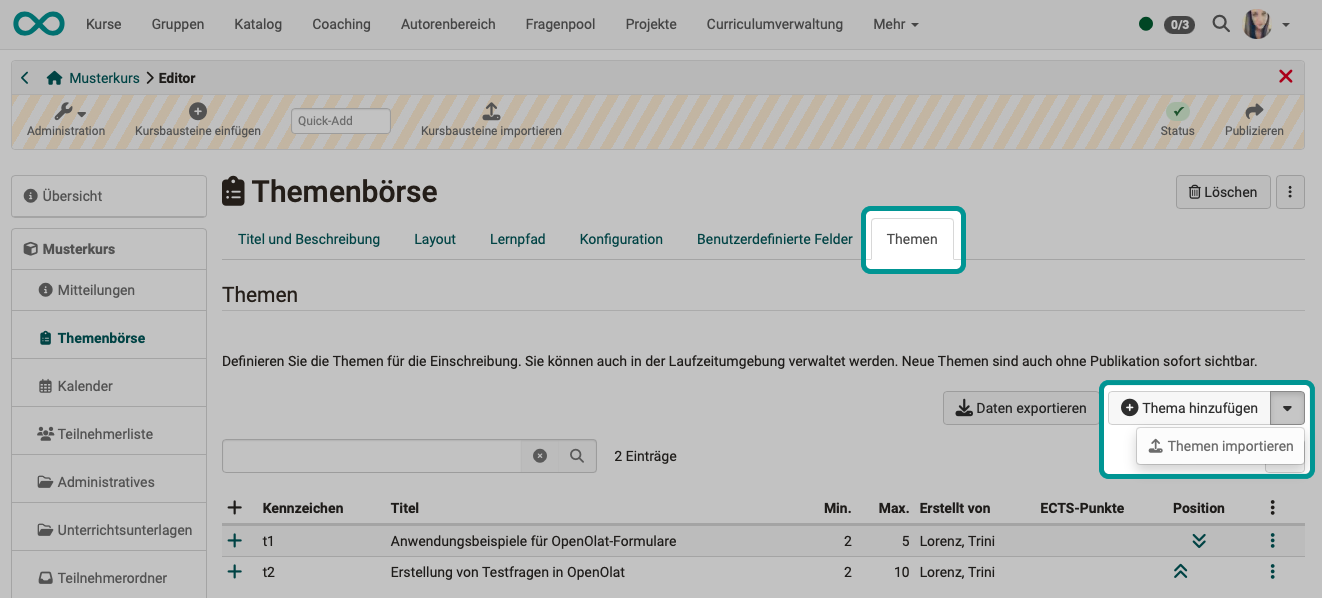 Kurse Gruppen Katalog Coaching Autorenbereich Fragenpool Projekte Curriculumverwaltung Mehr 0/3
Musterkurs Editor
Administration Kursbausteine einfügen Quick-Add Kursbausteine importieren Status Publizieren
Übersicht
Themenbörse Löschen
Titel und Beschreibung Layout Lernpfad Konfiguration Benutzerdefinierte Felder Themen
Musterkurs
Mitteilungen
Themenbörse
Kalender
Teilnehmerliste
Administratives
Unterrichtsunterlagen
Teilnehmerordner
Themen
Definieren Sie die Themen für die Einschreibung. Sie können auch in der Laufzeitumgebung verwaltet werden. Neue Themen sind auch ohne Publikation sofort sichtbar.
Daten exportieren Thema hinzufügen
Themen importieren
2 Einträge
Kennzeichen Titel Min. Max. Erstellt von ECTS-Punkte Position
t1 Anwendungsbeispiele für OpenOlat-Formulare 2 5 Lorenz, Trini
t2 Erstellung von Testfragen in OpenOlat 2 10 Lorenz, Trini